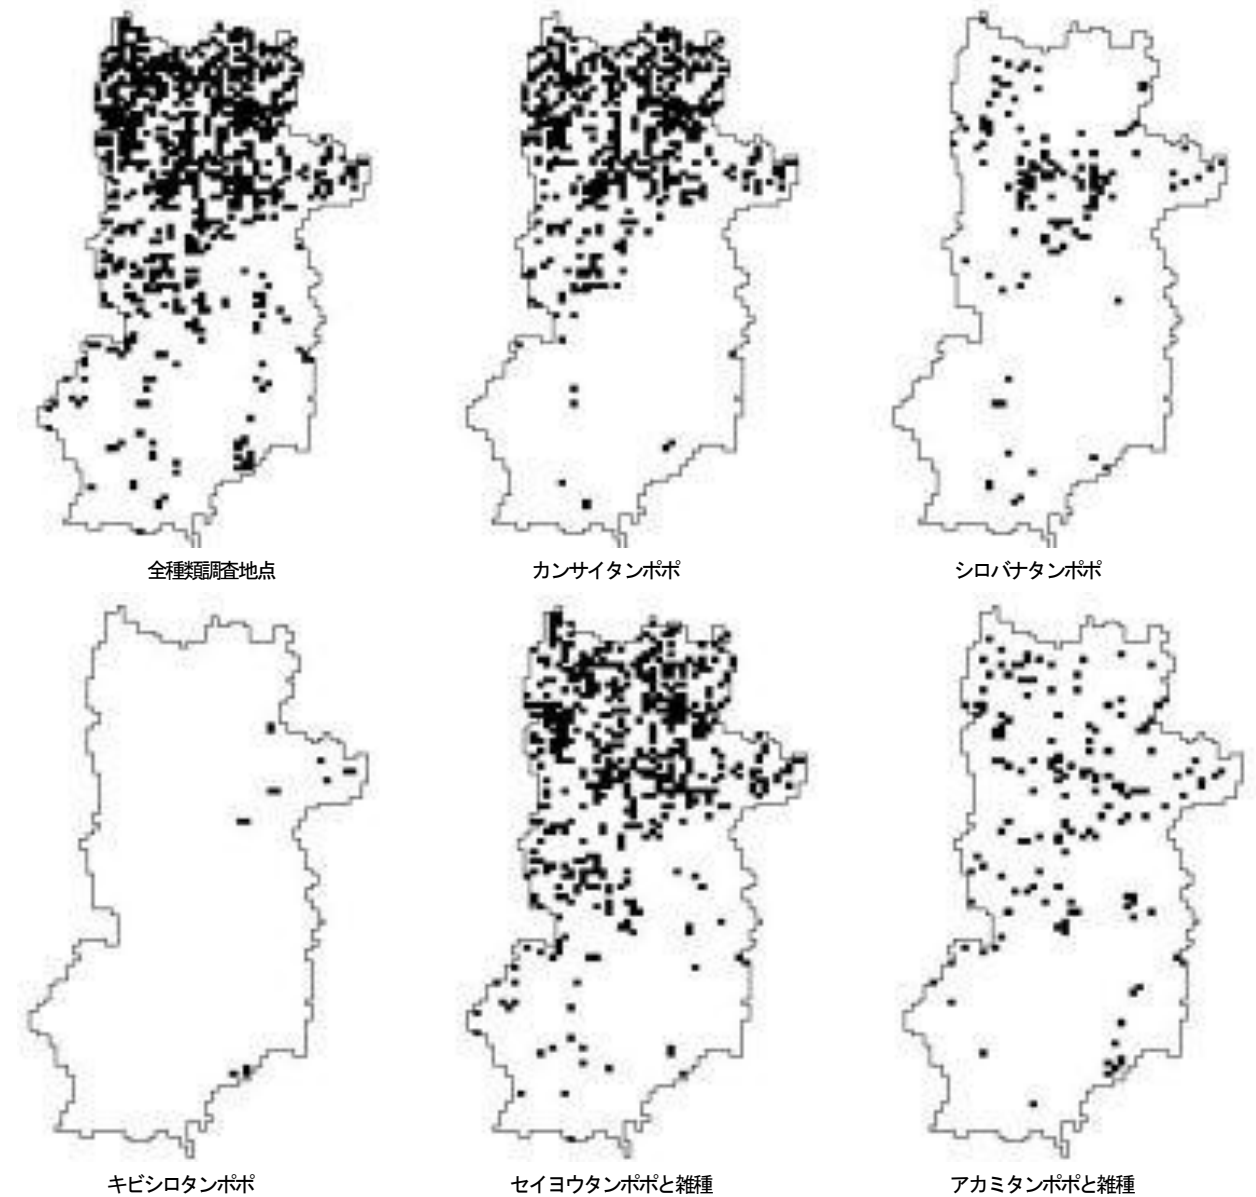 全種類調査地点
カンサイタンポポ
シロバナタンポポ
キビシロタンポポ
セイヨウタンポポと雑種
アカミタンポポと雑種